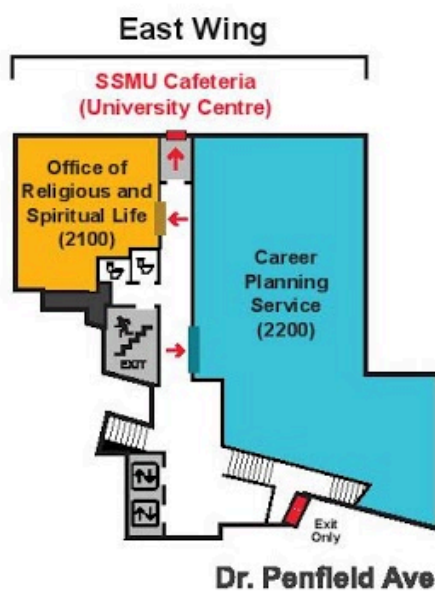 East Wing
SSMU Cafeteria
(University Centre)
Office of
Religious and
Spiritual Life
(2100)
Career
Planning
Service
(2200)
EXIT
Exit
Only
Dr. Penfield Ave